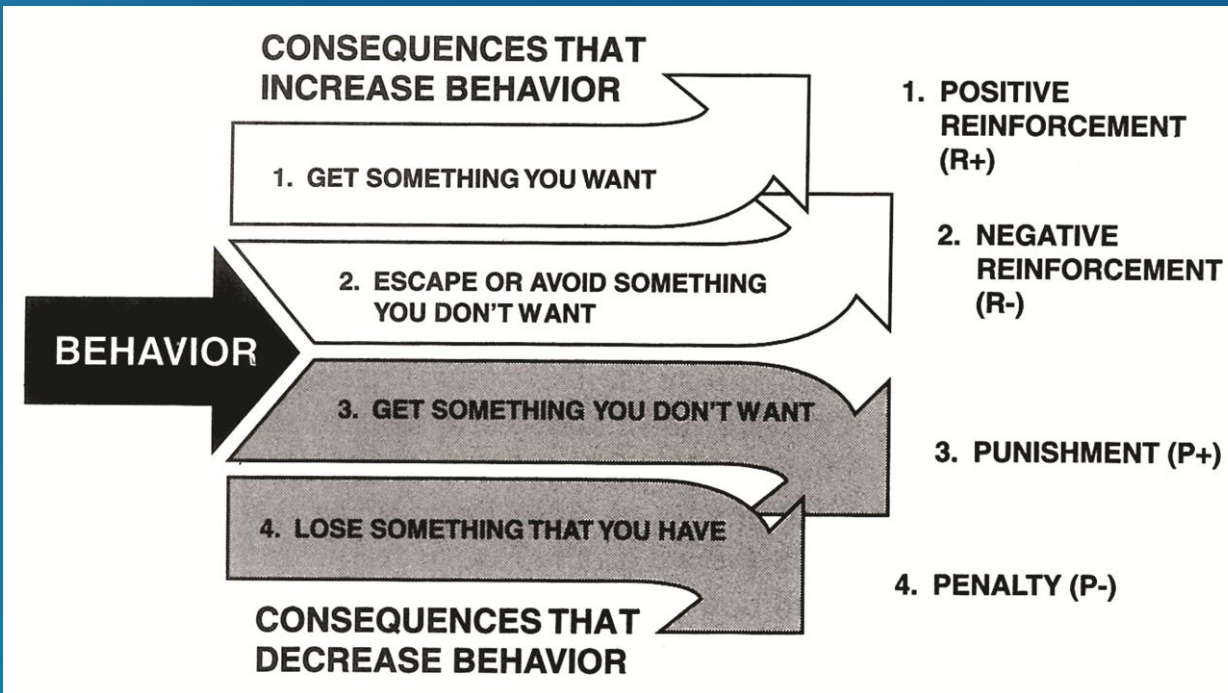 CONSEQUENCES THAT
INCREASE BEHAVIOR
1. GET SOMETHING YOU WANT
2. ESCAPE OR AVOID SOMETHING
YOU DON'T WANT
BEHAVIOR
3. GET SOMETHING YOU DON'T WANT
4. LOSE SOMETHING THAT YOU HAVE
CONSEQUENCES THAT
DECREASE BEHAVIOR
1. POSITIVE
REINFORCEMENT
(R+)
2. NEGATIVE
REINFORCEMENT
(R-)
3. PUNISHMENT (P+)
4. PENALTY (P-)